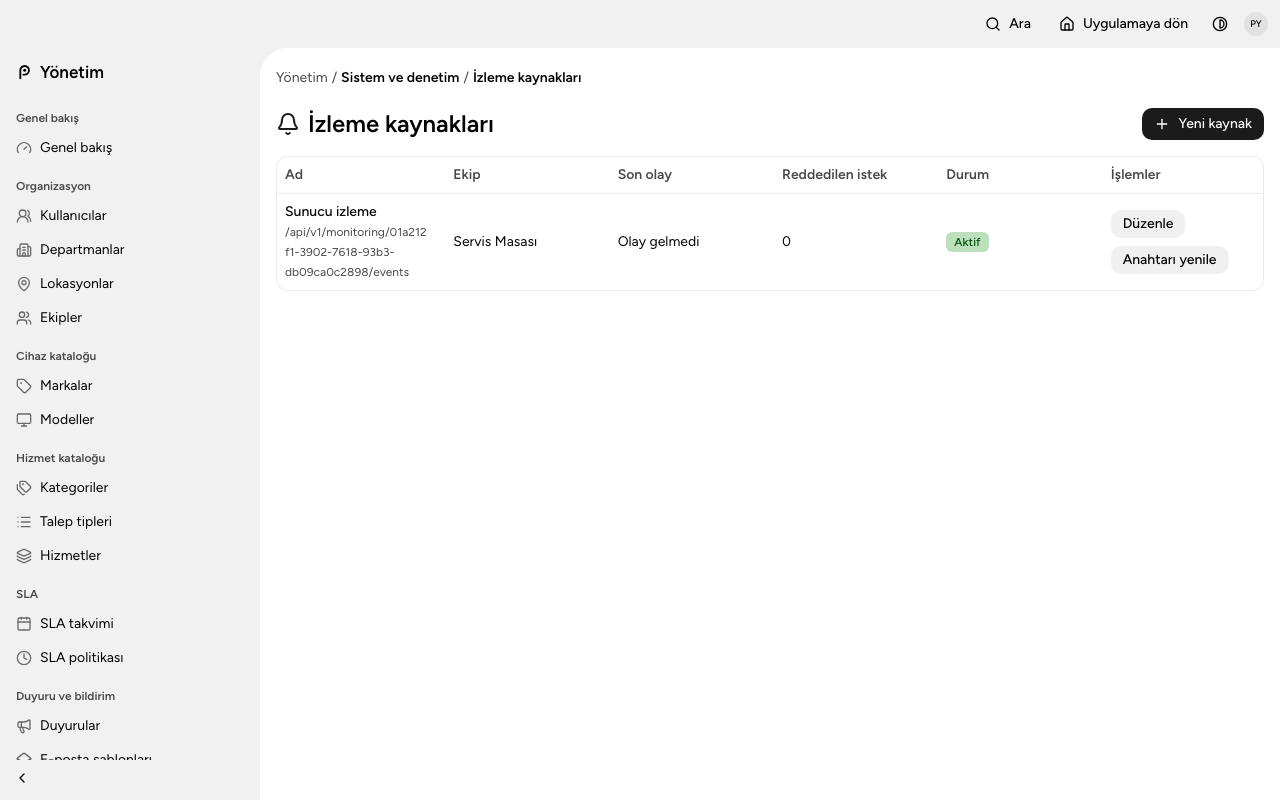 Ara
Uygulamaya dön
PY
Yönetim
Genel bakış
Genel bakış
Organizasyon
Kullanıcılar
Departmanlar
Lokasyonlar
Ekipler
Cihaz kataloğu
Markalar
Modeller
Hizmet kataloğu
Kategoriler
Talep tipleri
Hizmetler
SLA
SLA takvimi
SLA politikası
Duyuru ve bildirim
Duyurular
E-posta şablonları
Yönetim / Sistem ve denetim / İzleme kaynakları
İzleme kaynakları
Yeni kaynak
Ad Ekip Son olay Reddedilen istek Durum İşlemler
Sunucu izleme
/api/v1/monitoring/01a212
f1-3902-7618-93b3-
db09ca0c2898/events
Servis Masası
Olay gelmedi
0
Aktif
Düzenle
Anahtarı yenile